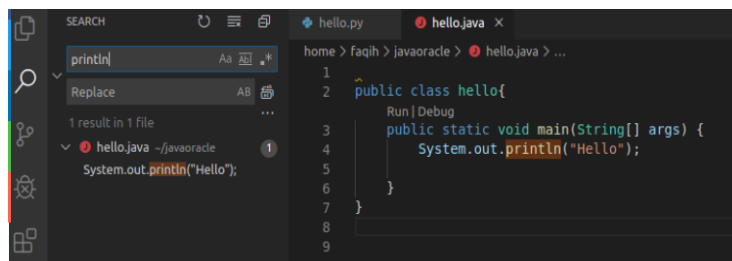 SEARCH
println
Aa Ab| .*
Replace
AB
1 result in 1 file
...
hello.java ~/javaoracle 1
System.out.println("Hello");
hello.py
hello.java ×
home > faqih > javaoracle > hello.java > ...
1
2 public class hello{
Run | Debug
3 public static void main(String[] args) {
4 System.out.println("Hello");
5
6 }
7 }
8
9